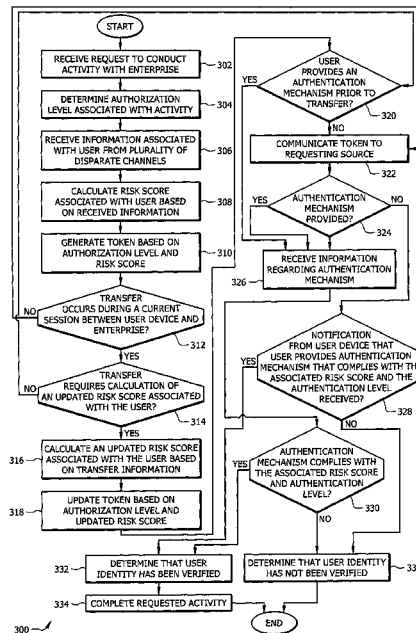 START
RECEIVE REQUEST TO CONDUCT
ACTIVITY WITH ENTERPRISE
302
DETERMINE AUTHORIZATION
LEVEL ASSOCIATED WITH ACTIVITY
304
RECEIVE INFORMATION ASSOCIATED
WITH USER FROM PLURALITY OF
DISPARATE CHANNELS
306
CALCULATE RISK SCORE
ASSOCIATED WITH USER BASED
ON RECEIVED INFORMATION
308
GENERATE TOKEN BASED ON
AUTHORIZATION LEVEL AND
RISK SCORE
310
NO
TRANSFER
OCCURS DURING A CURRENT
SESSION BETWEEN USER DEVICE AND
ENTERPRISE?
312
YES
NO
TRANSFER
REQUIRES CALCULATION OF
AN UPDATED RISK SCORE ASSOCIATED
WITH THE USER?
314
YES
316
CALCULATE AN UPDATED RISK SCORE
ASSOCIATED WITH THE USER BASED
ON TRANSFER INFORMATION
318
UPDATE TOKEN BASED ON
AUTHORIZATION LEVEL AND
UPDATED RISK SCORE
USER
PROVIDES AN
AUTHENTICATION
MECHANISM PRIOR TO
TRANSFER?
320
YES
NO
COMMUNICATE TOKEN TO
REQUESTING SOURCE
322
YES
AUTHENTICATION
MECHANISM
PROVIDED?
324
NO
326
RECEIVE INFORMATION
REGARDING AUTHENTICATION
MECHANISM
NOTIFICATION
FROM USER DEVICE THAT
USER PROVIDES AUTHENTICATION
MECHANISM THAT COMPLIES WITH THE
ASSOCIATED RISK SCORE AND THE
AUTHENTICATION LEVEL
RECEIVED?
328
YES
NO
AUTHENTICATION
MECHANISM COMPLIES WITH
THE ASSOCIATED RISK SCORE
AND AUTHENTICATION
LEVEL?
330
YES
NO
332
DETERMINE THAT USER
IDENTITY HAS BEEN VERIFIED
DETERMINE THAT USER IDENTITY
HAS NOT BEEN VERIFIED
334
COMPLETE REQUESTED ACTIVITY
END
300